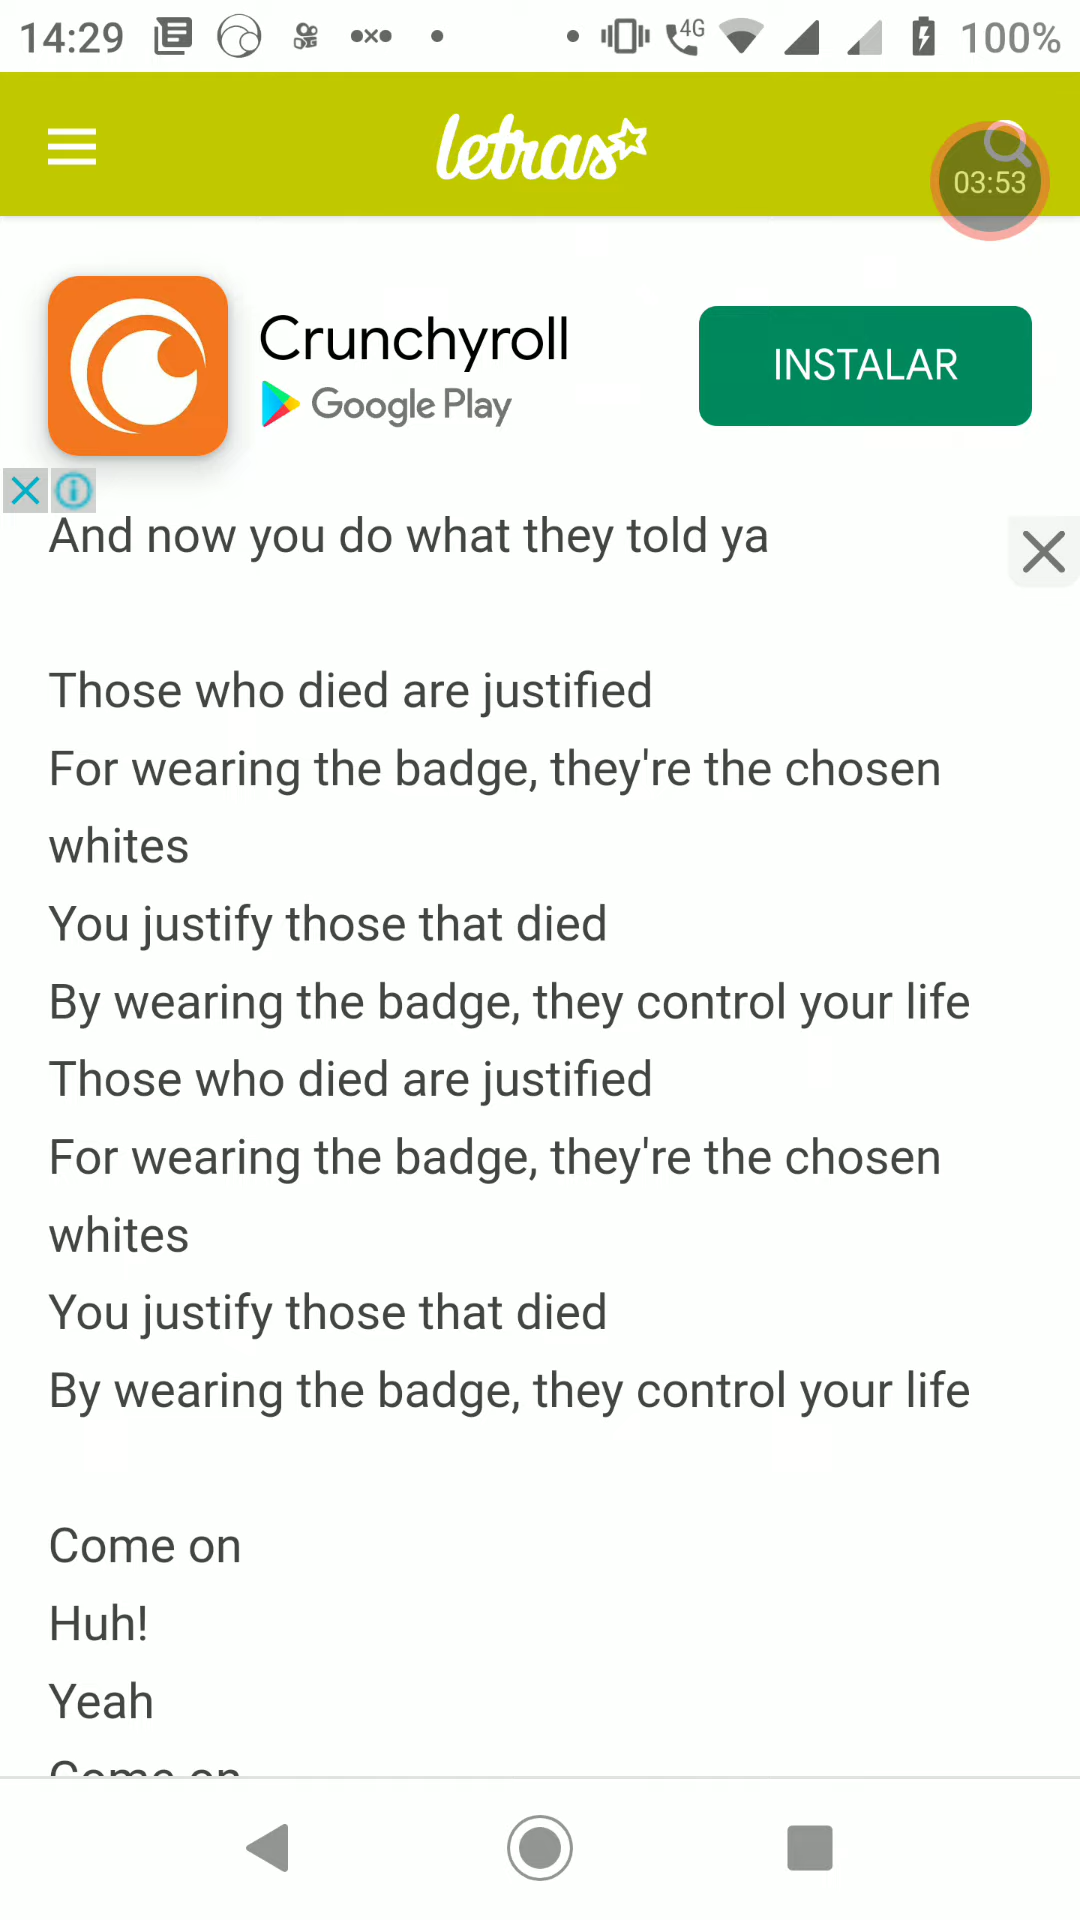 14:29 4G 100%
letras
03:53
Crunchyroll
Google Play
INSTALAR
And now you do what they told ya
Those who died are justified
For wearing the badge, they're the chosen
whites
You justify those that died
By wearing the badge, they control your life
Those who died are justified
For wearing the badge, they're the chosen
whites
You justify those that died
By wearing the badge, they control your life
Come on
Huh!
Yeah
Come on